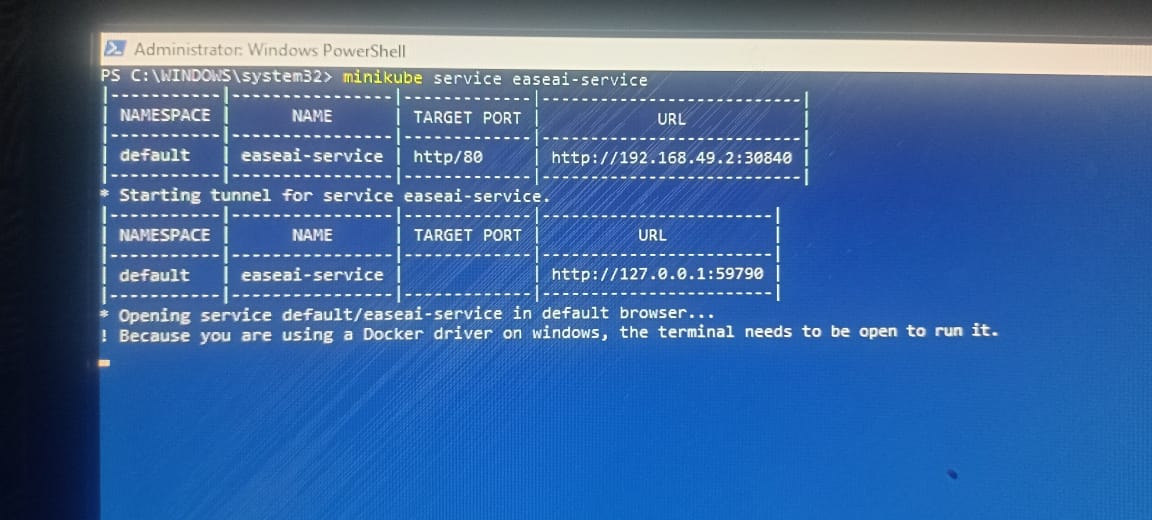 Administrator: Windows PowerShell
PS C:\WINDOWS\system32> minikube service easeai-service
|-----------|----------------|-------------|---------------------------|
| NAMESPACE | NAME | TARGET PORT | URL |
|-----------|----------------|-------------|---------------------------|
| default | easeai-service | http/80 | http://192.168.49.2:30840 |
|-----------|----------------|-------------|---------------------------|
* Starting tunnel for service easeai-service.
|-----------|----------------|-------------|------------------------|
| NAMESPACE | NAME | TARGET PORT | URL |
|-----------|----------------|-------------|------------------------|
| default | easeai-service | | http://127.0.0.1:59790 |
|-----------|----------------|-------------|------------------------|
* Opening service default/easeai-service in default browser...
! Because you are using a Docker driver on windows, the terminal needs to be open to run it.